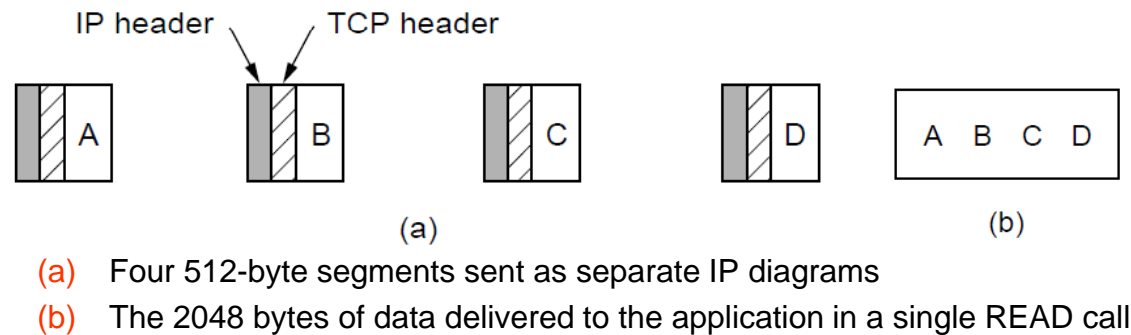 IP header TCP header
A B C D A B C D
(a) (b)
(a) Four 512-byte segments sent as separate IP diagrams
(b) The 2048 bytes of data delivered to the application in a single READ call